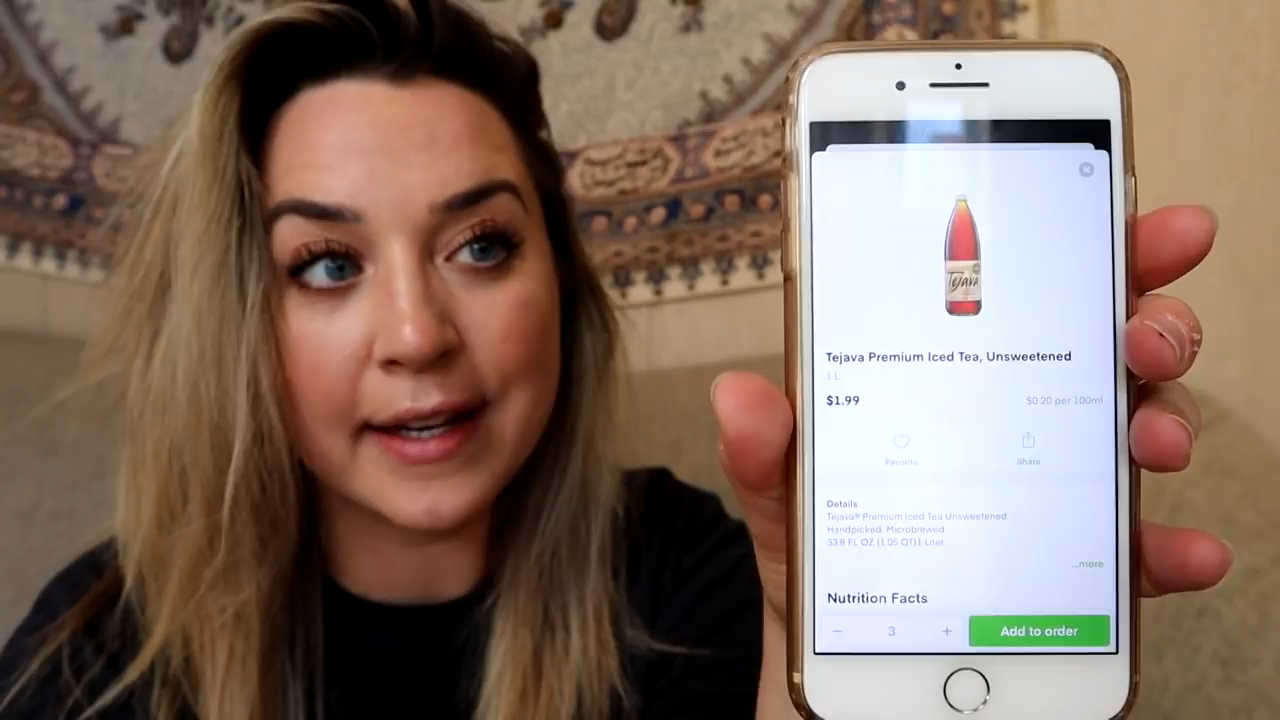 Tejava
Tejava Premium Iced Tea, Unsweetened
1 L
$1.99
$0.20 per 100ml
Favorite
Share
Details
Tejava® Premium Iced Tea Unsweetened
Handpicked, Microbrewed
33.8 FL OZ (1.05 QT)1 Liter
...more
Nutrition Facts
3
Add to order